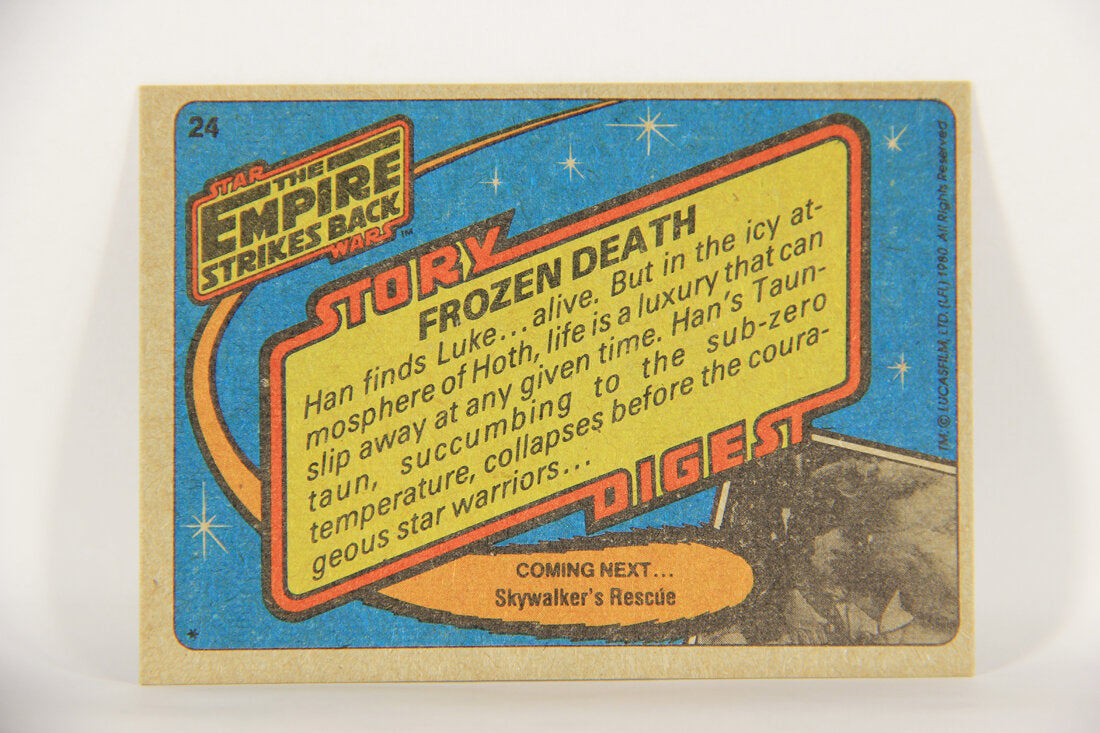 24
STAR
THE
EMPIRE
STRIKES BACK
WARS™
STORY
FROZEN DEATH
Han finds Luke...alive. But in the icy at-
mosphere of Hoth, life is a luxury that can
slip away at any given time. Han's Taun-
taun, succumbing to the sub-zero
temperature, collapses before the coura-
geous star warriors...
DIGEST
COMING NEXT...
Skywalker's Rescue
*
TM. © LUCASFILM, LTD. (LFL) 1980. All Rights Reserved